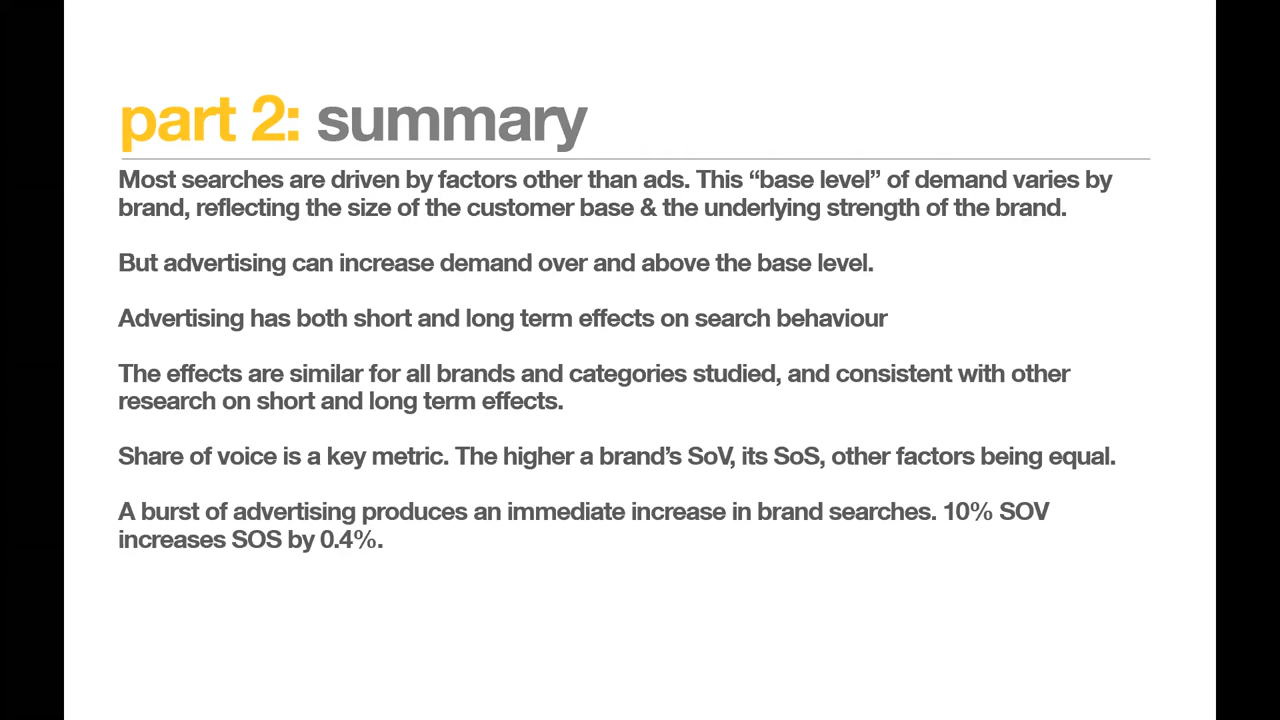 part 2: summary
Most searches are driven by factors other than ads. This “base level” of demand varies by
brand, reflecting the size of the customer base & the underlying strength of the brand.
But advertising can increase demand over and above the base level.
Advertising has both short and long term effects on search behaviour
The effects are similar for all brands and categories studied, and consistent with other
research on short and long term effects.
Share of voice is a key metric. The higher a brand’s SoV, its SoS, other factors being equal.
A burst of advertising produces an immediate increase in brand searches. 10% SOV
increases SOS by 0.4%.